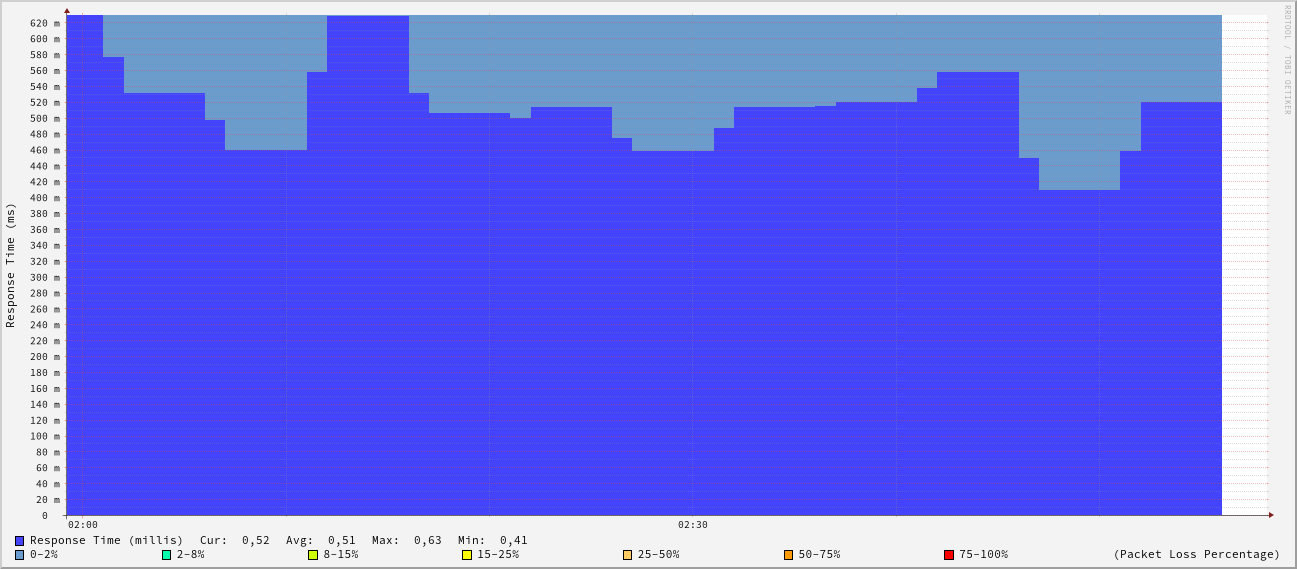 RRDTOOL / TOBI OETIKER
Response Time (ms)
620 m
600 m
580 m
560 m
540 m
520 m
500 m
480 m
460 m
440 m
420 m
400 m
380 m
360 m
340 m
320 m
300 m
280 m
260 m
240 m
220 m
200 m
180 m
160 m
140 m
120 m
100 m
80 m
60 m
40 m
20 m
0
02:00 02:30
Response Time (millis) Cur: 0,52 Avg: 0,51 Max: 0,63 Min: 0,41
0-2% 2-8% 8-15% 15-25% 25-50% 50-75% 75-100% (Packet Loss Percentage)